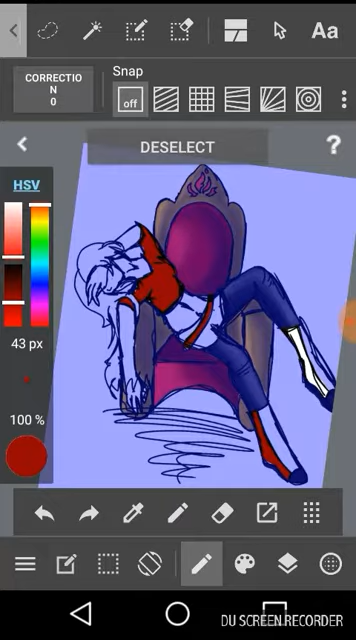 Aa
CORRECTIO
N
0
Snap
off
DESELECT
?
HSV
43 px
100 %
DU SCREEN RECORDER